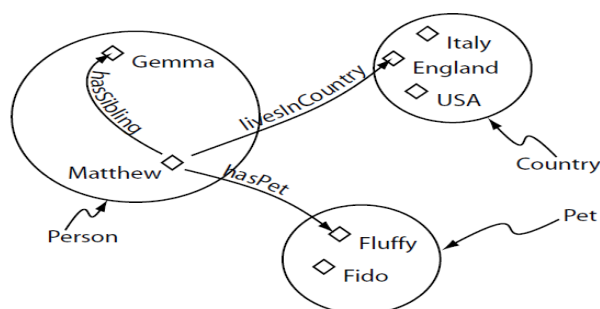 Gemma
hasSibling
Matthew
Person
livesInCountry
Italy
England
USA
Country
hasPet
Fluffy
Fido
Pet